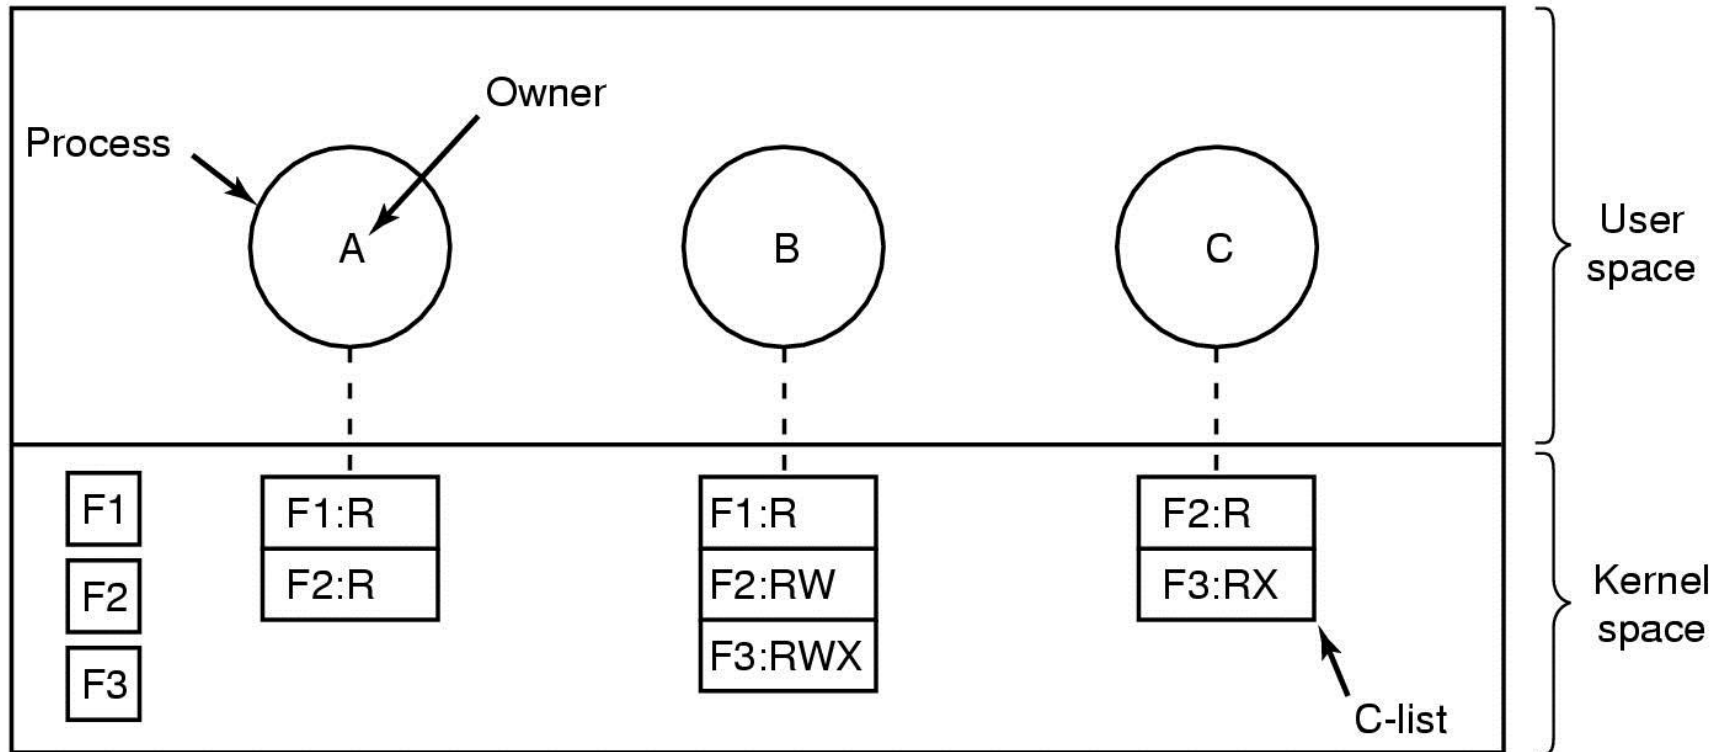 Owner
Process
A
B
C
User
space
F1
F2
F3
F1:R
F2:R
F1:R
F2:RW
F3:RWX
F2:R
F3:RX
C-list
Kernel
space